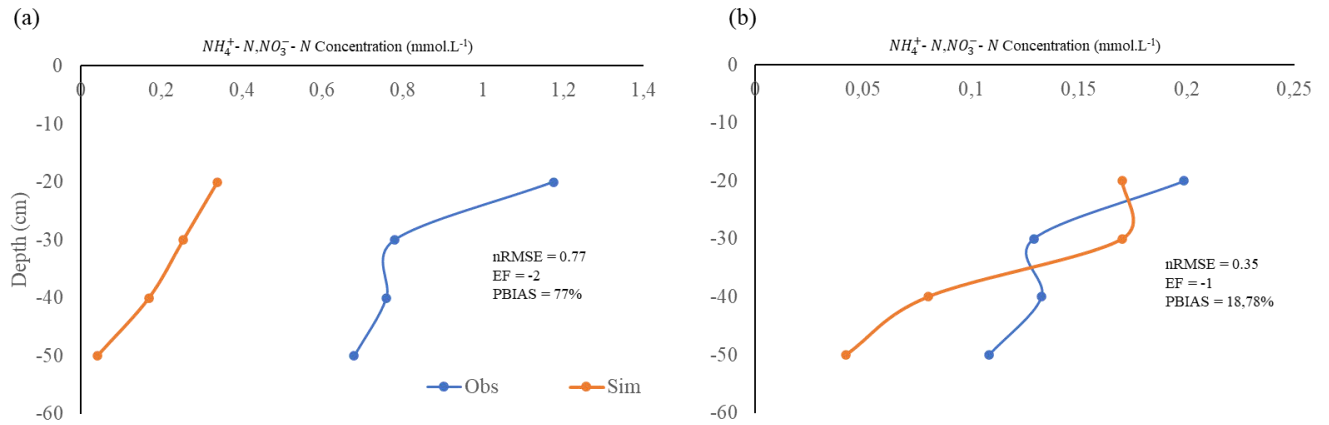 (a)
NH₄⁺- N,NO₃⁻- N Concentration (mmol.L⁻¹)
0 0,2 0,4 0,6 0,8 1 1,2 1,4
0
-10
-20
-30
-40
-50
-60
Depth (cm)
nRMSE = 0.77
EF = -2
PBIAS = 77%
Obs Sim
(b)
NH₄⁺- N,NO₃⁻- N Concentration (mmol.L⁻¹)
0 0,05 0,1 0,15 0,2 0,25
0
-10
-20
-30
-40
-50
-60
nRMSE = 0.35
EF = -1
PBIAS = 18,78%